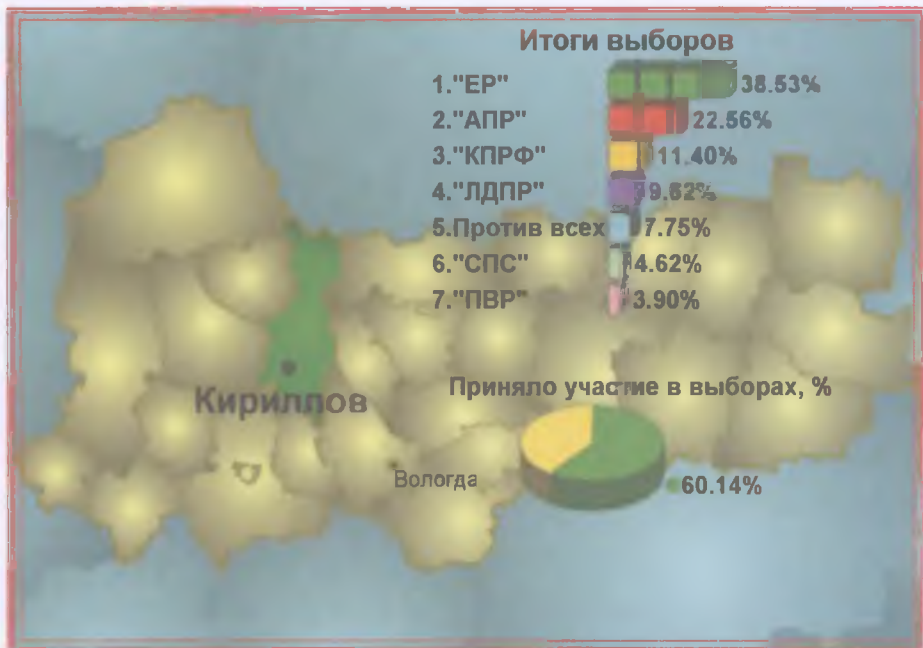 Итоги выборов
1."ЕР" 38.53%
2."АПР" 22.56%
3."КПРФ" 11.40%
4."ЛДПР" 9.82%
5.Против всех 7.75%
6."СПС" 4.62%
7."ПВР" 3.90%
Приняло участие в выборах, %
Кириллов
Вологда
60.14%